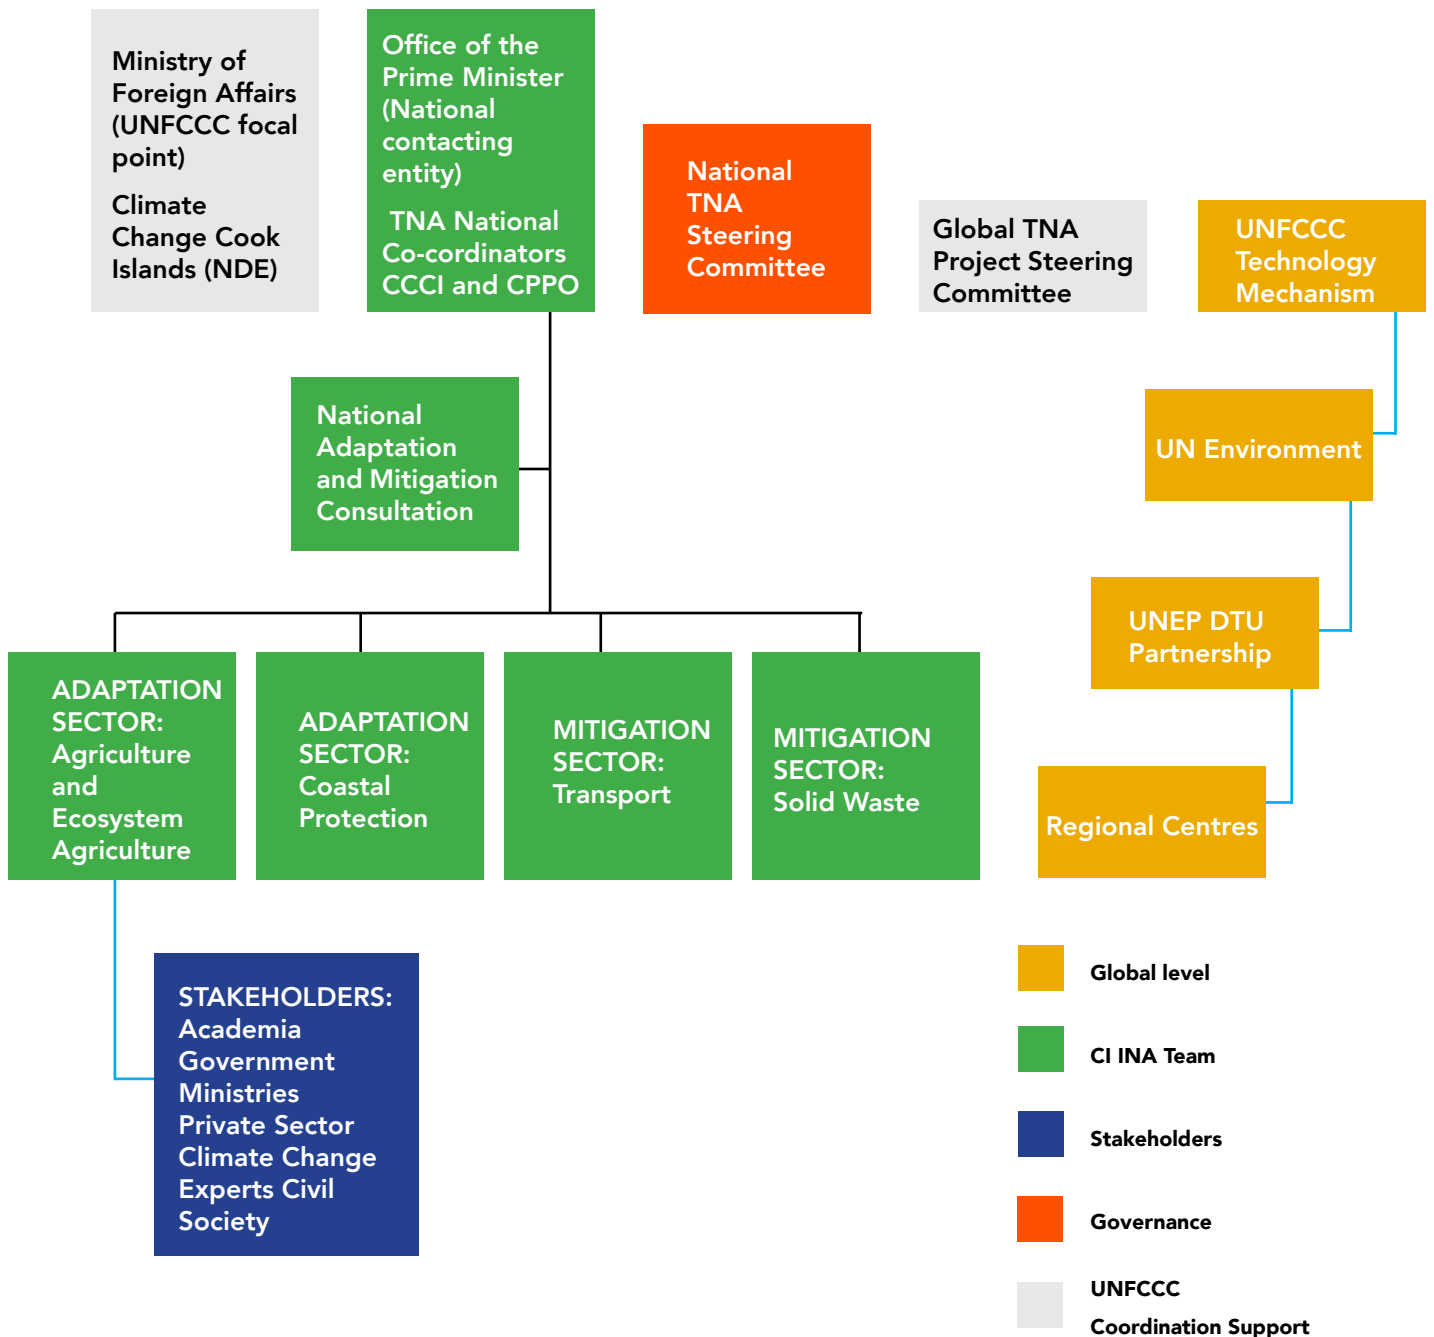 Ministry of
Foreign Affairs
(UNFCCC focal
point)
Climate
Change Cook
Islands (NDE)
Office of the
Prime Minister
(National
contacting
entity)
TNA National
Co-cordinators
CCCI and CPPO
National
TNA
Steering
Committee
Global TNA
Project Steering
Committee
UNFCCC
Technology
Mechanism
National
Adaptation
and Mitigation
Consultation
UN Environment
UNEP DTU
Partnership
Regional Centres
ADAPTATION
SECTOR:
Agriculture
and
Ecosystem
Agriculture
ADAPTATION
SECTOR:
Coastal
Protection
MITIGATION
SECTOR:
Transport
MITIGATION
SECTOR:
Solid Waste
STAKEHOLDERS:
Academia
Government
Ministries
Private Sector
Climate Change
Experts Civil
Society
Global level
CI INA Team
Stakeholders
Governance
UNFCCC
Coordination Support